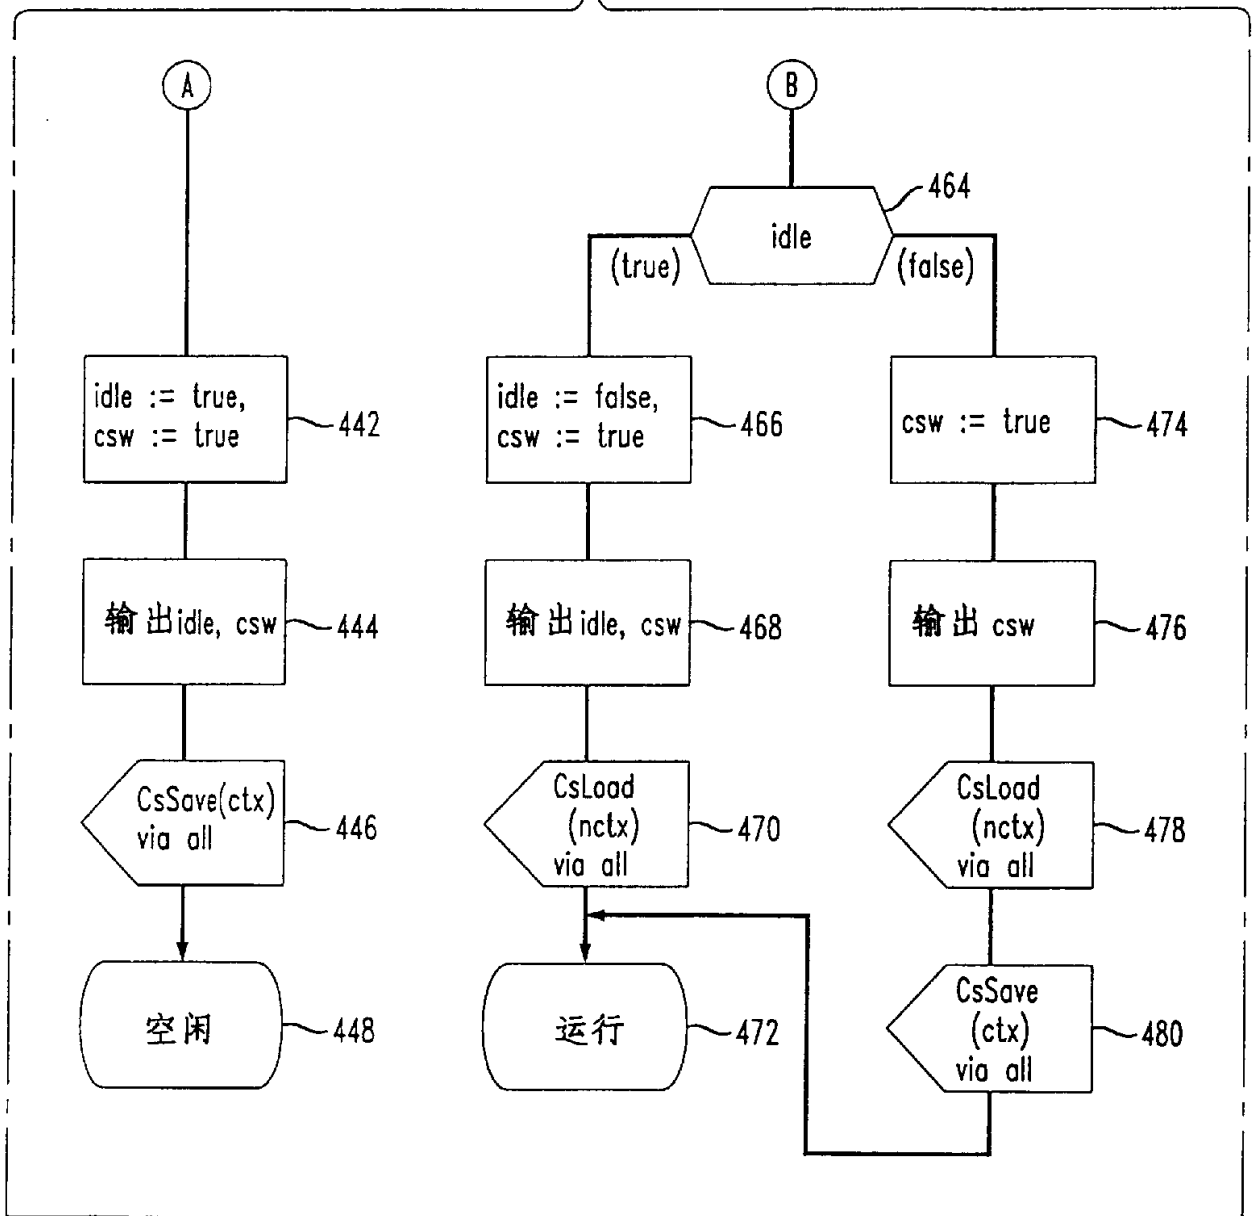 A
B
idle
464
(true)
(false)
idle := true,
csw := true
442
idle := false,
csw := true
466
csw := true
474
输出idle, csw
444
输出idle, csw
468
输出 csw
476
CsSave(ctx)
via all
446
CsLoad
(nctx)
via all
470
CsLoad
(nctx)
via all
478
空闲
448
运行
472
CsSave
(ctx)
via all
480